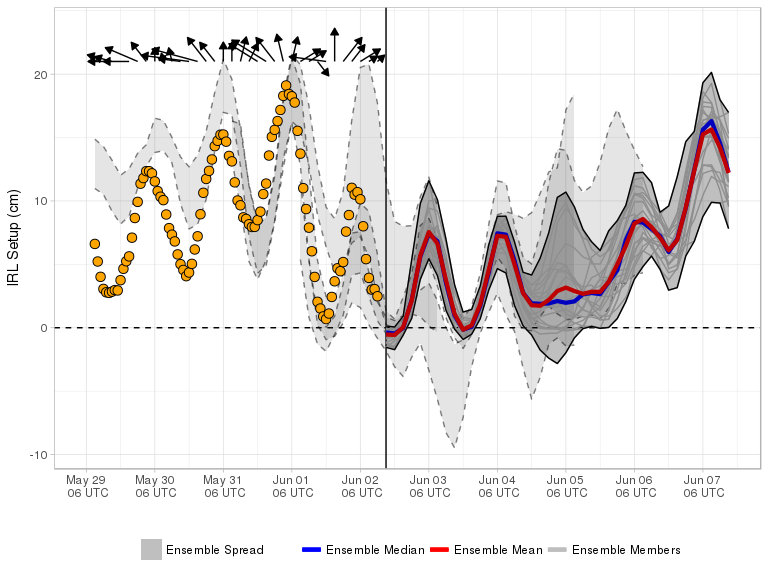 IRL Setup (cm)
20
10
0
-10
May 29 May 30 May 31 Jun 01 Jun 02 Jun 03 Jun 04 Jun 05 Jun 06 Jun 07
06 UTC 06 UTC 06 UTC 06 UTC 06 UTC 06 UTC 06 UTC 06 UTC 06 UTC 06 UTC
Ensemble Spread Ensemble Median Ensemble Mean Ensemble Members